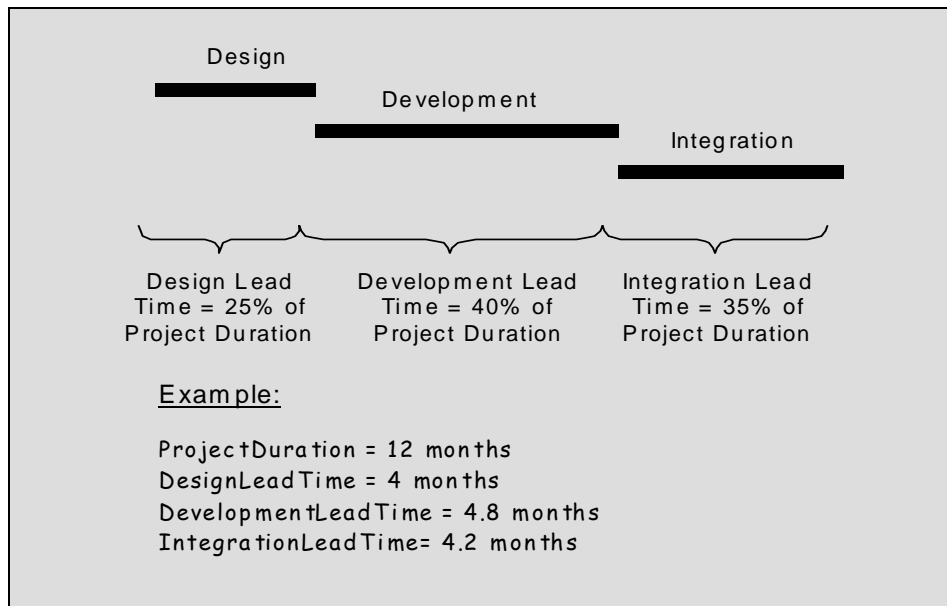 Design
Development
Integration
Design Lead
Time = 25% of
Project Duration
Development Lead
Time = 40% of
Project Duration
Integration Lead
Time = 35% of
Project Duration
Example:
ProjectDuration = 12 months
DesignLeadTime = 4 months
DevelopmentLeadTime = 4.8 months
IntegrationLeadTime= 4.2 months